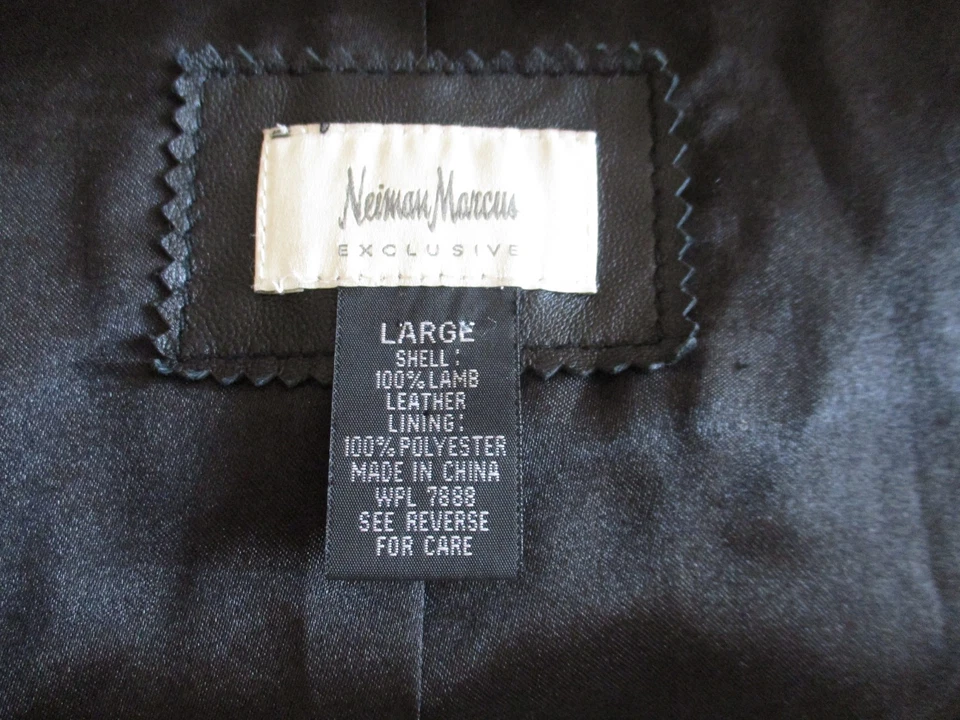 Neiman Marcus
EXCLUSIVE
LARGE
SHELL:
100% LAMB
LEATHER
LINING:
100% POLYESTER
MADE IN CHINA
WPL 7888
SEE REVERSE
FOR CARE